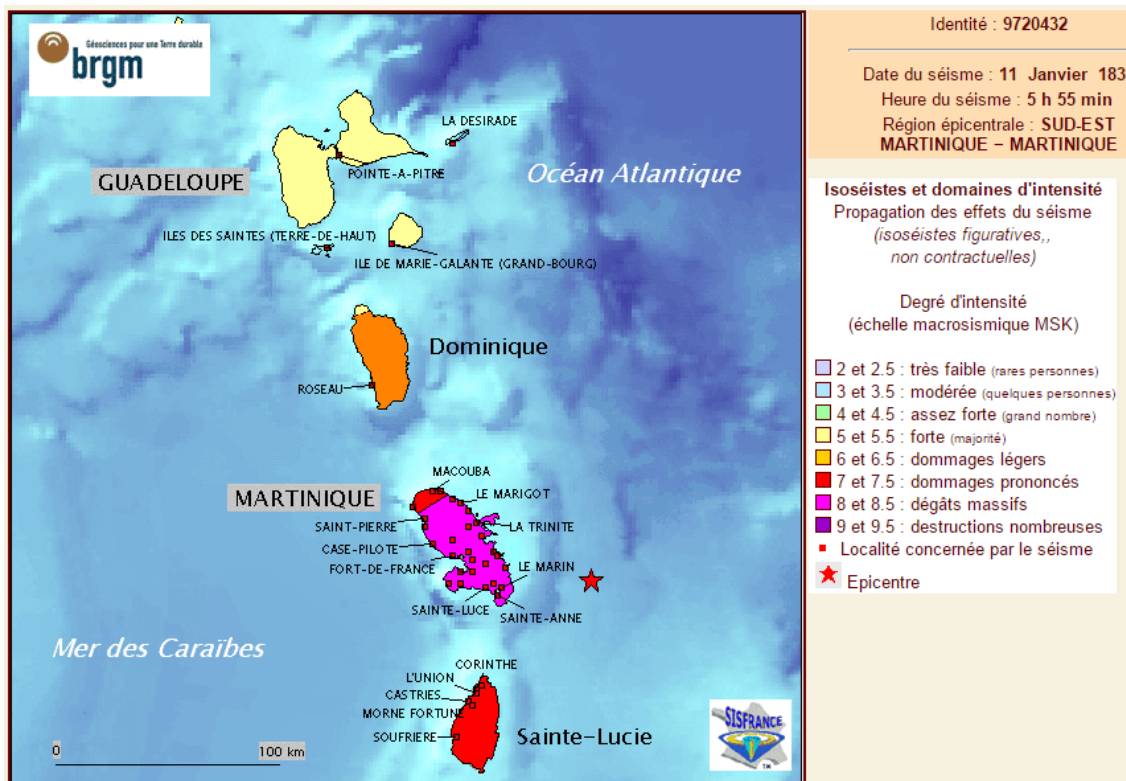 Géosciences pour une Terre durable
brgm
LA DESIRADE
POINTE-A-PITRE
GUADELOUPE
Océan Atlantique
ILES DES SAINTES (TERRE-DE-HAUT)
ILE DE MARIE-GALANTE (GRAND-BOURG)
Dominique
ROSEAU
MACOUBA
MARTINIQUE
LE MARIGOT
SAINT-PIERRE
LA TRINITE
CASE-PILOTE
FORT-DE-FRANCE
LE MARIN
SAINTE-LUCE
SAINTE-ANNE
Mer des Caraïbes
CORINTHE
L'UNION
CASTRIES
MORNE FORTUNE
SOUFRIERE
Sainte-Lucie
0
100 km
SISFRANCE
Identité : 9720432
Date du séisme : 11 Janvier 183
Heure du séisme : 5 h 55 min
Région épicentrale : SUD-EST
MARTINIQUE – MARTINIQUE
Isoséistes et domaines d'intensité
Propagation des effets du séisme
(isoséistes figuratives,,
non contractuelles)
Degré d'intensité
(échelle macrosismique MSK)
2 et 2.5 : très faible (rares personnes)
3 et 3.5 : modérée (quelques personnes)
4 et 4.5 : assez forte (grand nombre)
5 et 5.5 : forte (majorité)
6 et 6.5 : dommages légers
7 et 7.5 : dommages prononcés
8 et 8.5 : dégâts massifs
9 et 9.5 : destructions nombreuses
Localité concernée par le séisme
Epicentre